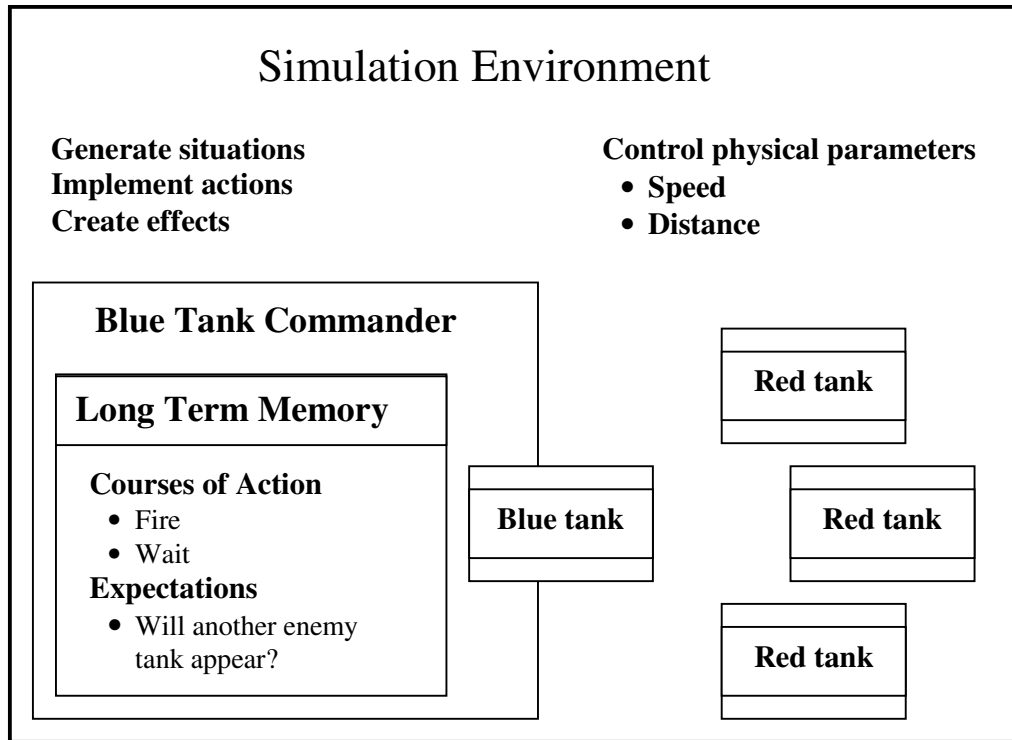 Simulation Environment
Generate situations
Implement actions
Create effects
Control physical parameters
• Speed
• Distance
Blue Tank Commander
Long Term Memory
Courses of Action
• Fire
• Wait
Expectations
• Will another enemy
tank appear?
Blue tank
Red tank
Red tank
Red tank